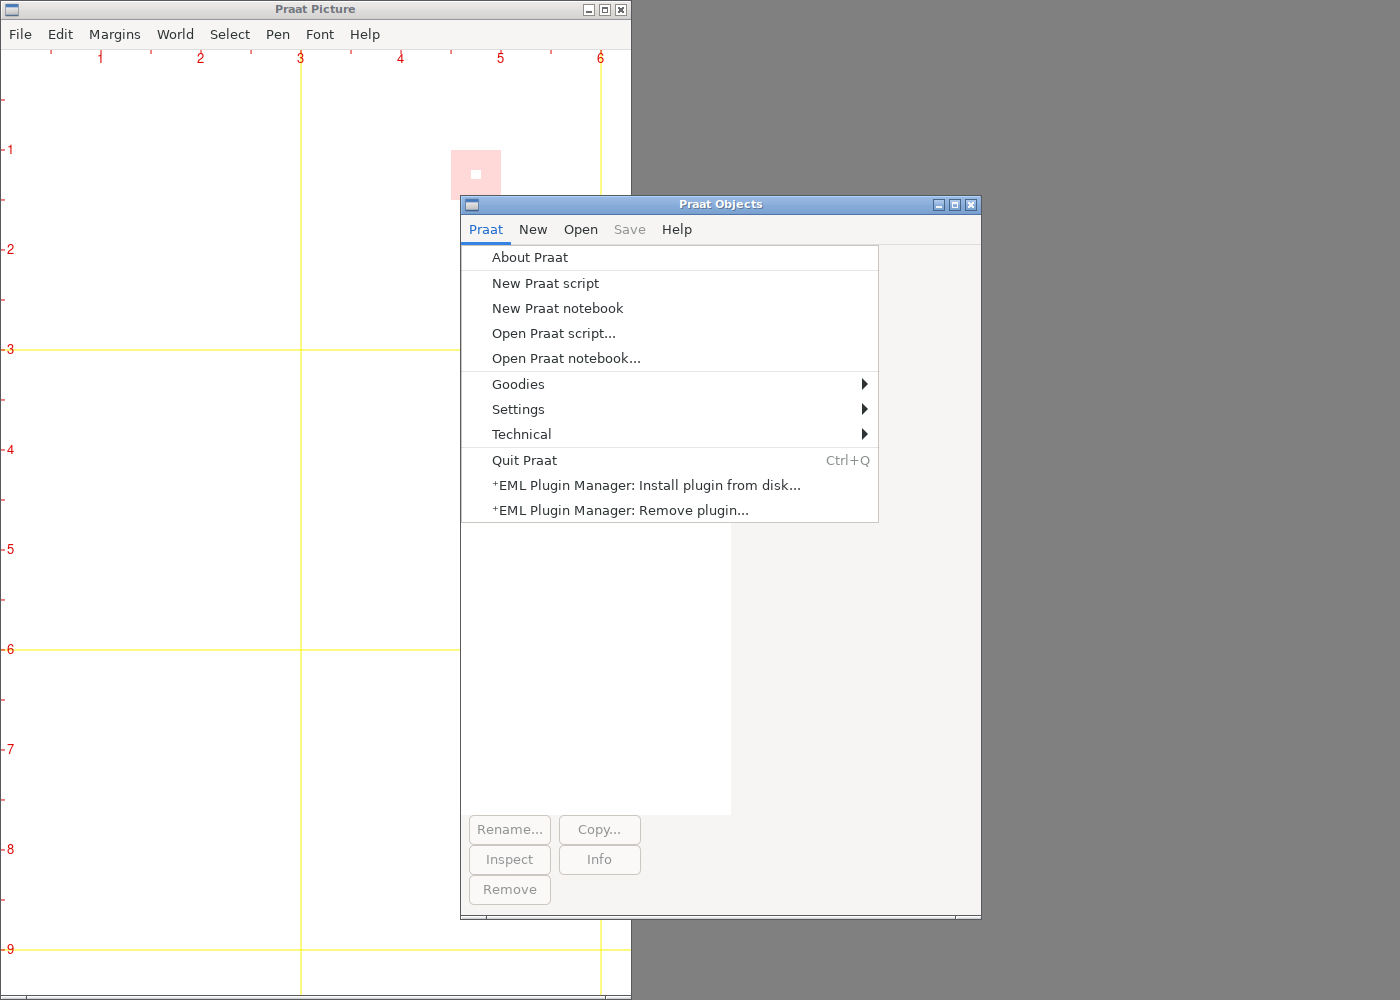 Praat Picture
File Edit Margins World Select Pen Font Help
1 2 3 4 5 6
1
2
3
4
5
6
7
8
9
Praat Objects
Praat New Open Save Help
About Praat
New Praat script
New Praat notebook
Open Praat script...
Open Praat notebook...
Goodies
Settings
Technical
Quit Praat Ctrl+Q
⁺EML Plugin Manager: Install plugin from disk...
⁺EML Plugin Manager: Remove plugin...
Rename... Copy...
Inspect Info
Remove